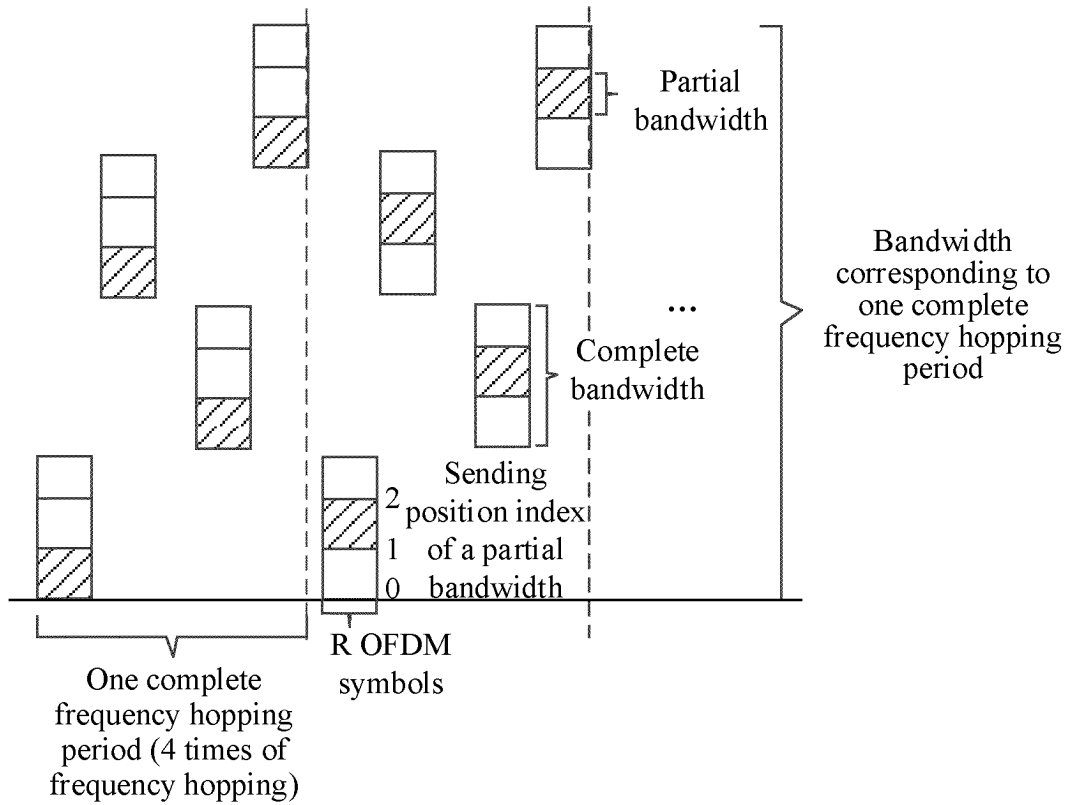 Partial
bandwidth
Bandwidth
corresponding to
one complete
frequency hopping
period
...
Complete
bandwidth
Sending
position index
of a partial
bandwidth
2
1
0
R OFDM
symbols
One complete
frequency hopping
period (4 times of
frequency hopping)